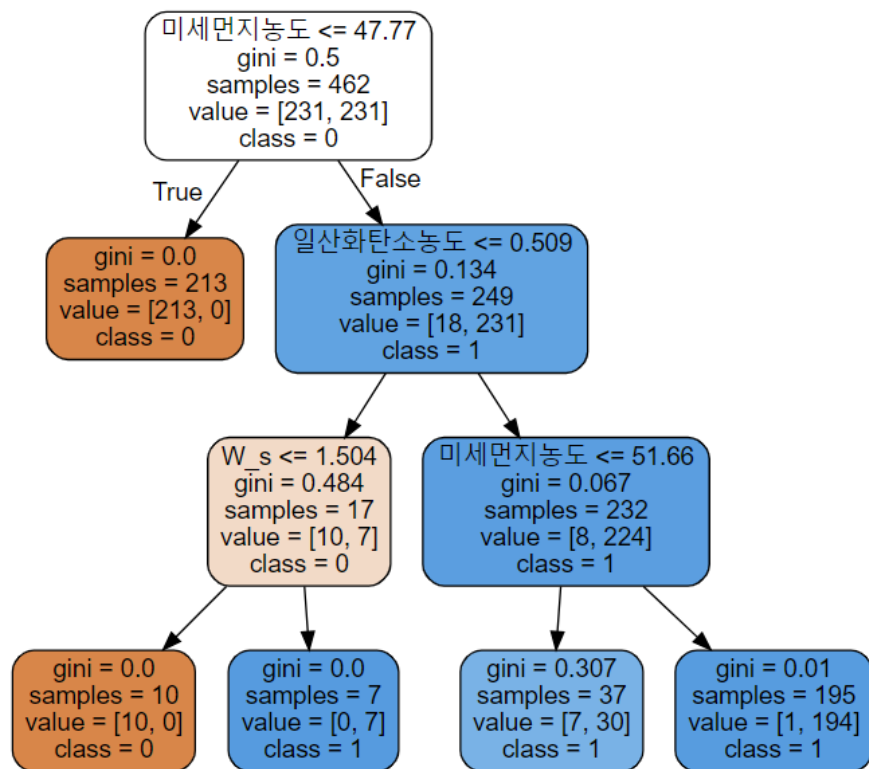 미세먼지농도 <= 47.77
gini = 0.5
samples = 462
value = [231, 231]
class = 0
True
False
gini = 0.0
samples = 213
value = [213, 0]
class = 0
일산화탄소농도 <= 0.509
gini = 0.134
samples = 249
value = [18, 231]
class = 1
W_s <= 1.504
gini = 0.484
samples = 17
value = [10, 7]
class = 0
미세먼지농도 <= 51.66
gini = 0.067
samples = 232
value = [8, 224]
class = 1
gini = 0.0
samples = 10
value = [10, 0]
class = 0
gini = 0.0
samples = 7
value = [0, 7]
class = 1
gini = 0.307
samples = 37
value = [7, 30]
class = 1
gini = 0.01
samples = 195
value = [1, 194]
class = 1